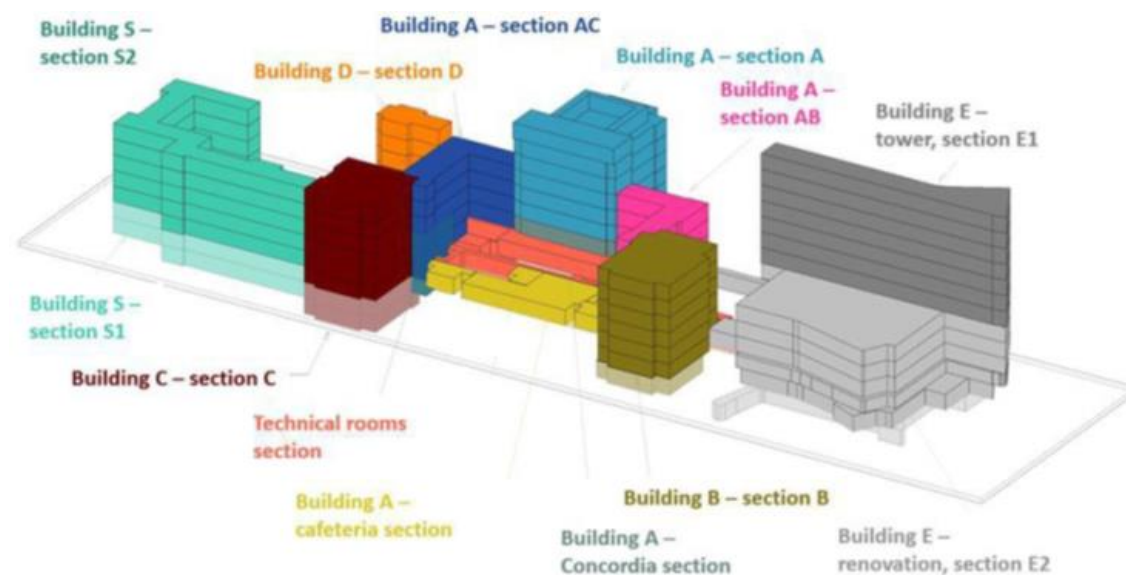 Building S –
section S2
Building A – section AC
Building D – section D
Building A – section A
Building A –
section AB
Building E –
tower, section E1
Building S –
section S1
Building C – section C
Technical rooms
section
Building A –
cafeteria section
Building B – section B
Building A –
Concordia section
Building E –
renovation, section E2